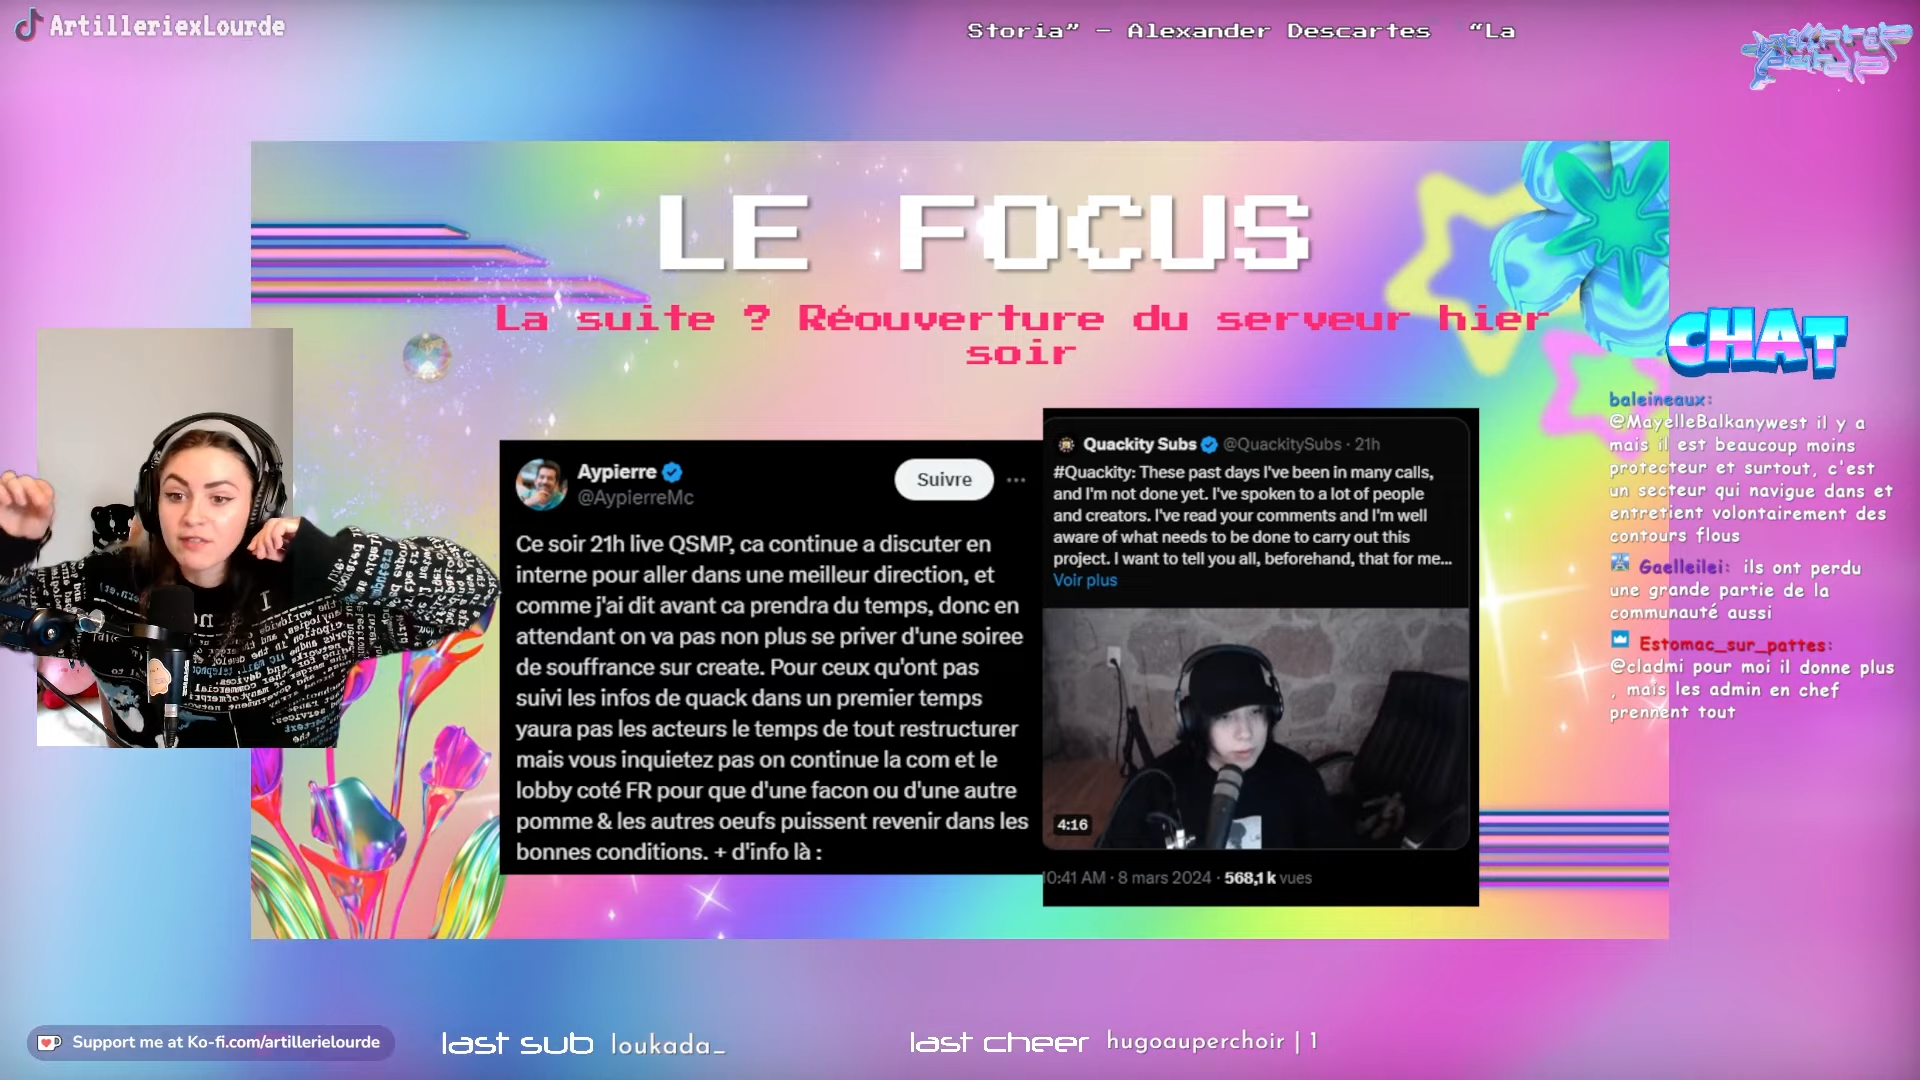 ArtilleriexLourde
Storia” – Alexander Descartes “La
LE FOCUS
La suite ? Réouverture du serveur hier
soir
Aypierre
@AypierreMc
Suivre
Ce soir 21h live QSMP, ca continue a discuter en
interne pour aller dans une meilleur direction, et
comme j'ai dit avant ca prendra du temps, donc en
attendant on va pas non plus se priver d'une soiree
de souffrance sur create. Pour ceux qu'ont pas
suivi les infos de quack dans un premier temps
yaura pas les acteurs le temps de tout restructurer
mais vous inquietez pas on continue la com et le
lobby coté FR pour que d'une facon ou d'une autre
pomme & les autres oeufs puissent revenir dans les
bonnes conditions. + d'info là :
Quackity Subs @QuackitySubs · 21h
#Quackity: These past days I've been in many calls,
and I'm not done yet. I've spoken to a lot of people
and creators. I've read your comments and I'm well
aware of what needs to be done to carry out this
project. I want to tell you all, beforehand, that for me...
Voir plus
4:16
10:41 AM · 8 mars 2024 · 568,1 k vues
CHAT
baleineaux:
@MayelleBalkanywest il y a
mais il est beaucoup moins
protecteur et surtout, c'est
un secteur qui navigue dans et
entretient volontairement des
contours flous
Gaelleilei: ils ont perdu
une grande partie de la
communauté aussi
Estomac_sur_pattes:
@cladmi pour moi il donne plus
, mais les admin en chef
prennent tout
Support me at Ko-fi.com/artillerielourde
last sub loukada_
last cheer hugoauperchoir | 1